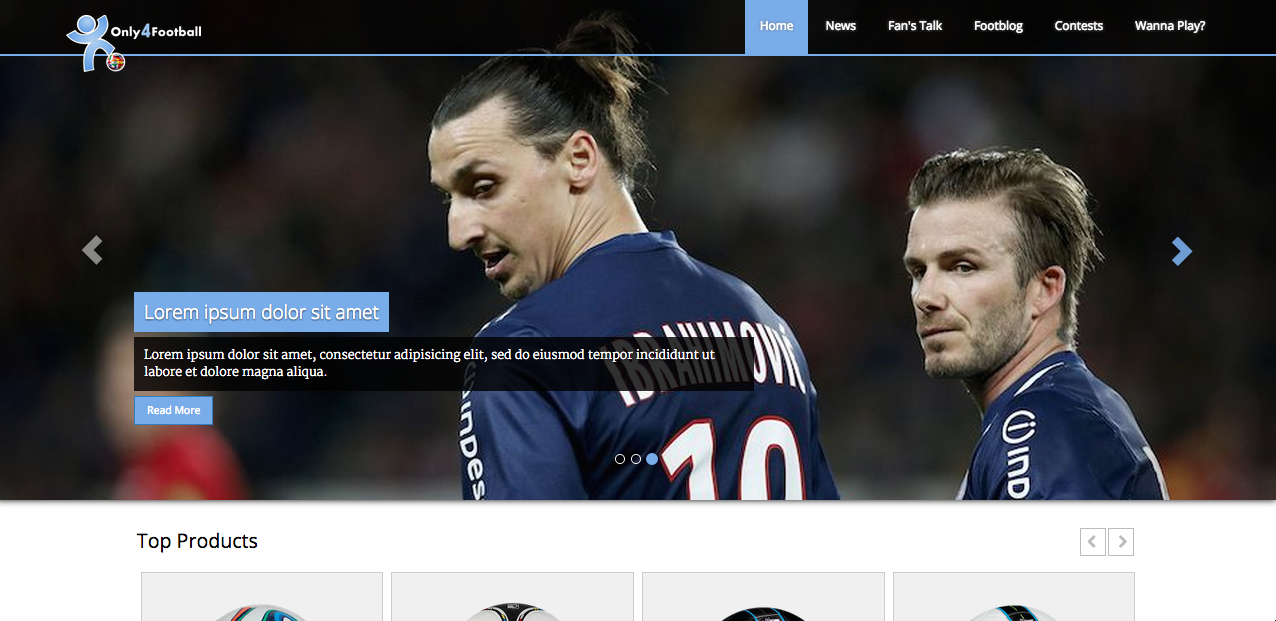 Only4Football
Home News Fan's Talk Footblog Contests Wanna Play?
Lorem ipsum dolor sit amet
Lorem ipsum dolor sit amet, consectetur adipisicing elit, sed do eiusmod tempor incididunt ut
labore et dolore magna aliqua.
Read More
IBRAHIMOVIĆ
10
Top Products